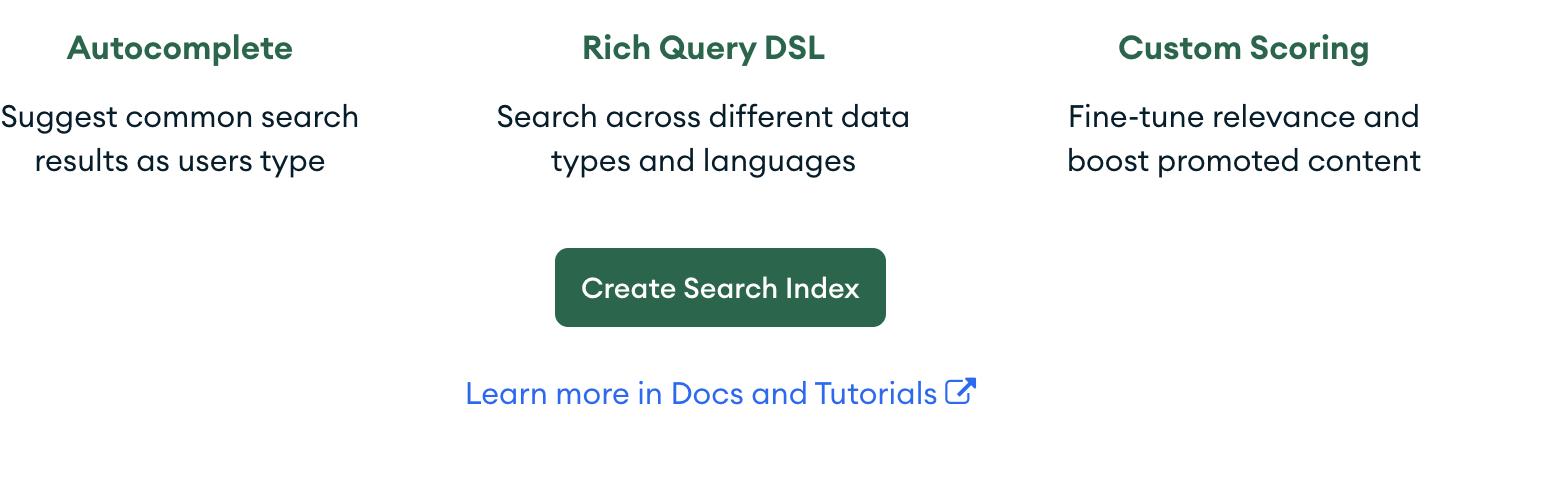 Autocomplete
Suggest common search
results as users type
Rich Query DSL
Search across different data
types and languages
Custom Scoring
Fine-tune relevance and
boost promoted content
Create Search Index
Learn more in Docs and Tutorials